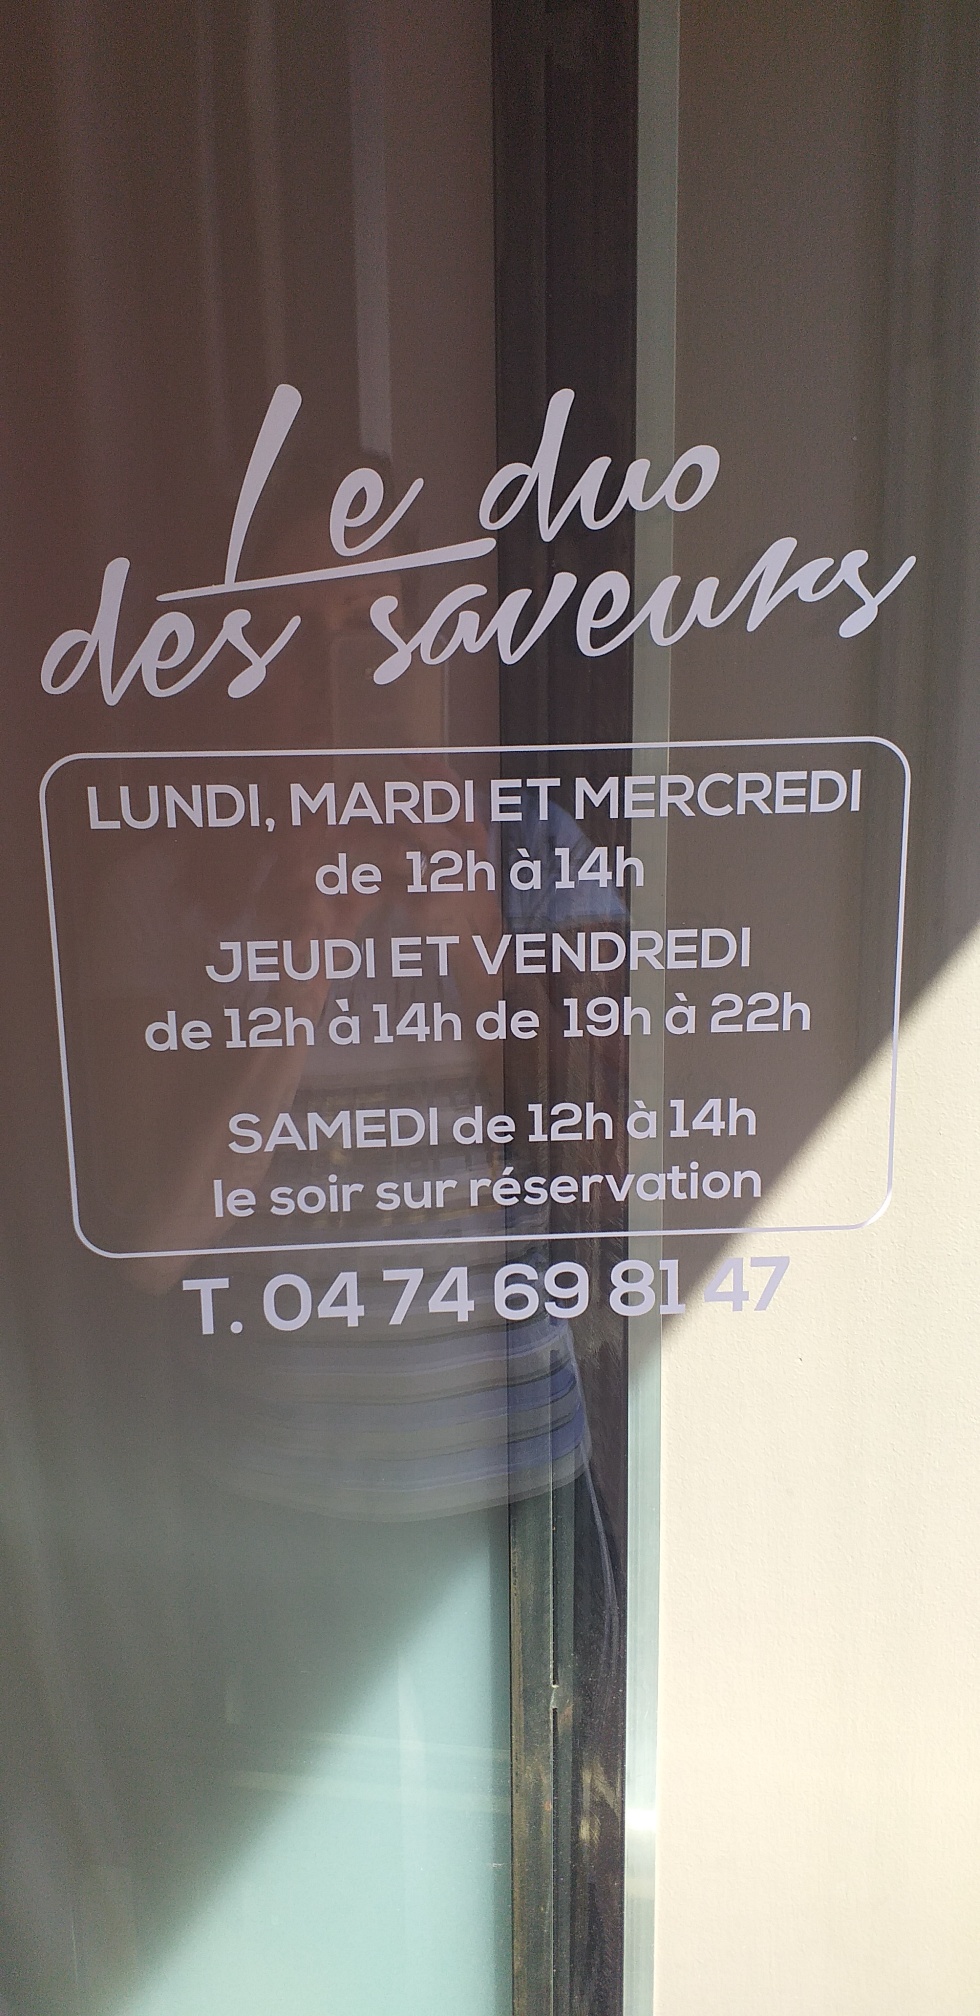 Le duo
des saveurs
LUNDI, MARDI ET MERCREDI
de 12h à 14h
JEUDI ET VENDREDI
de 12h à 14h de 19h à 22h
SAMEDI de 12h à 14h
le soir sur réservation
T. 04 74 69 81 47